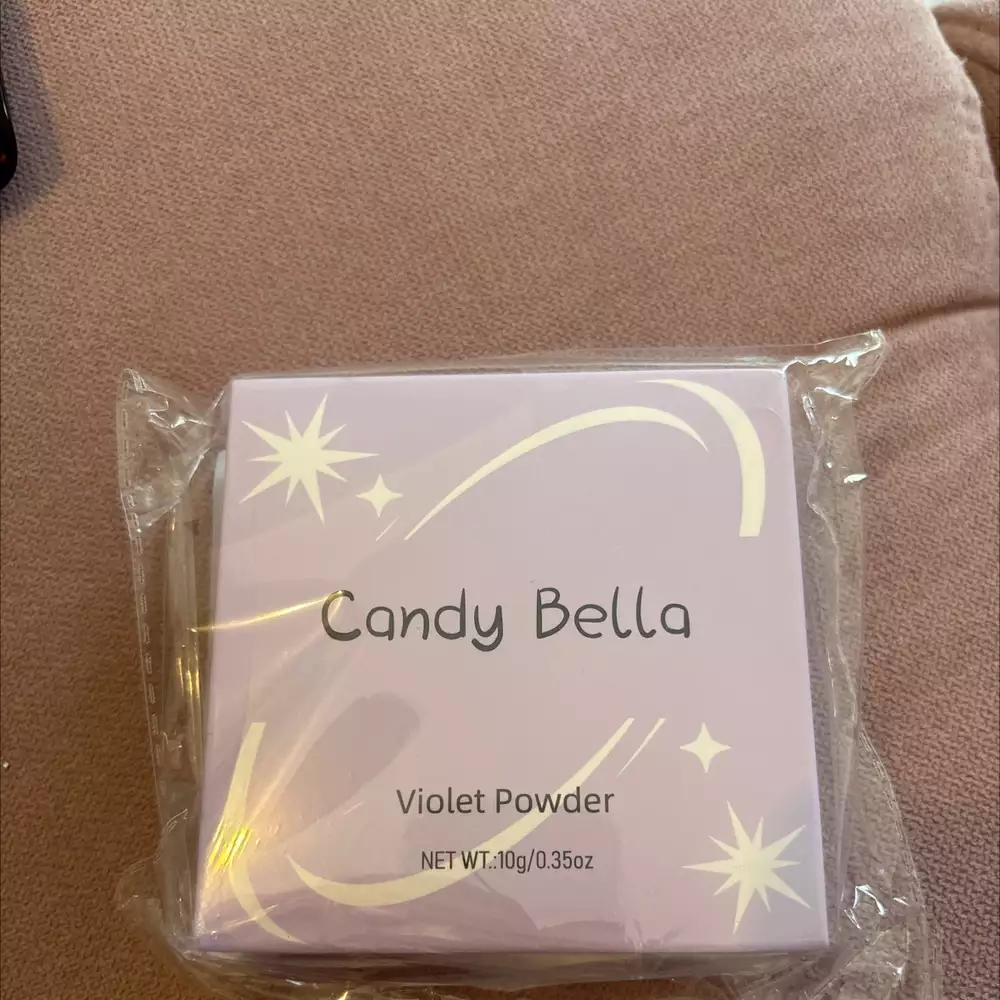 Candy Bella
Violet Powder
NET WT.:10g/0.35oz